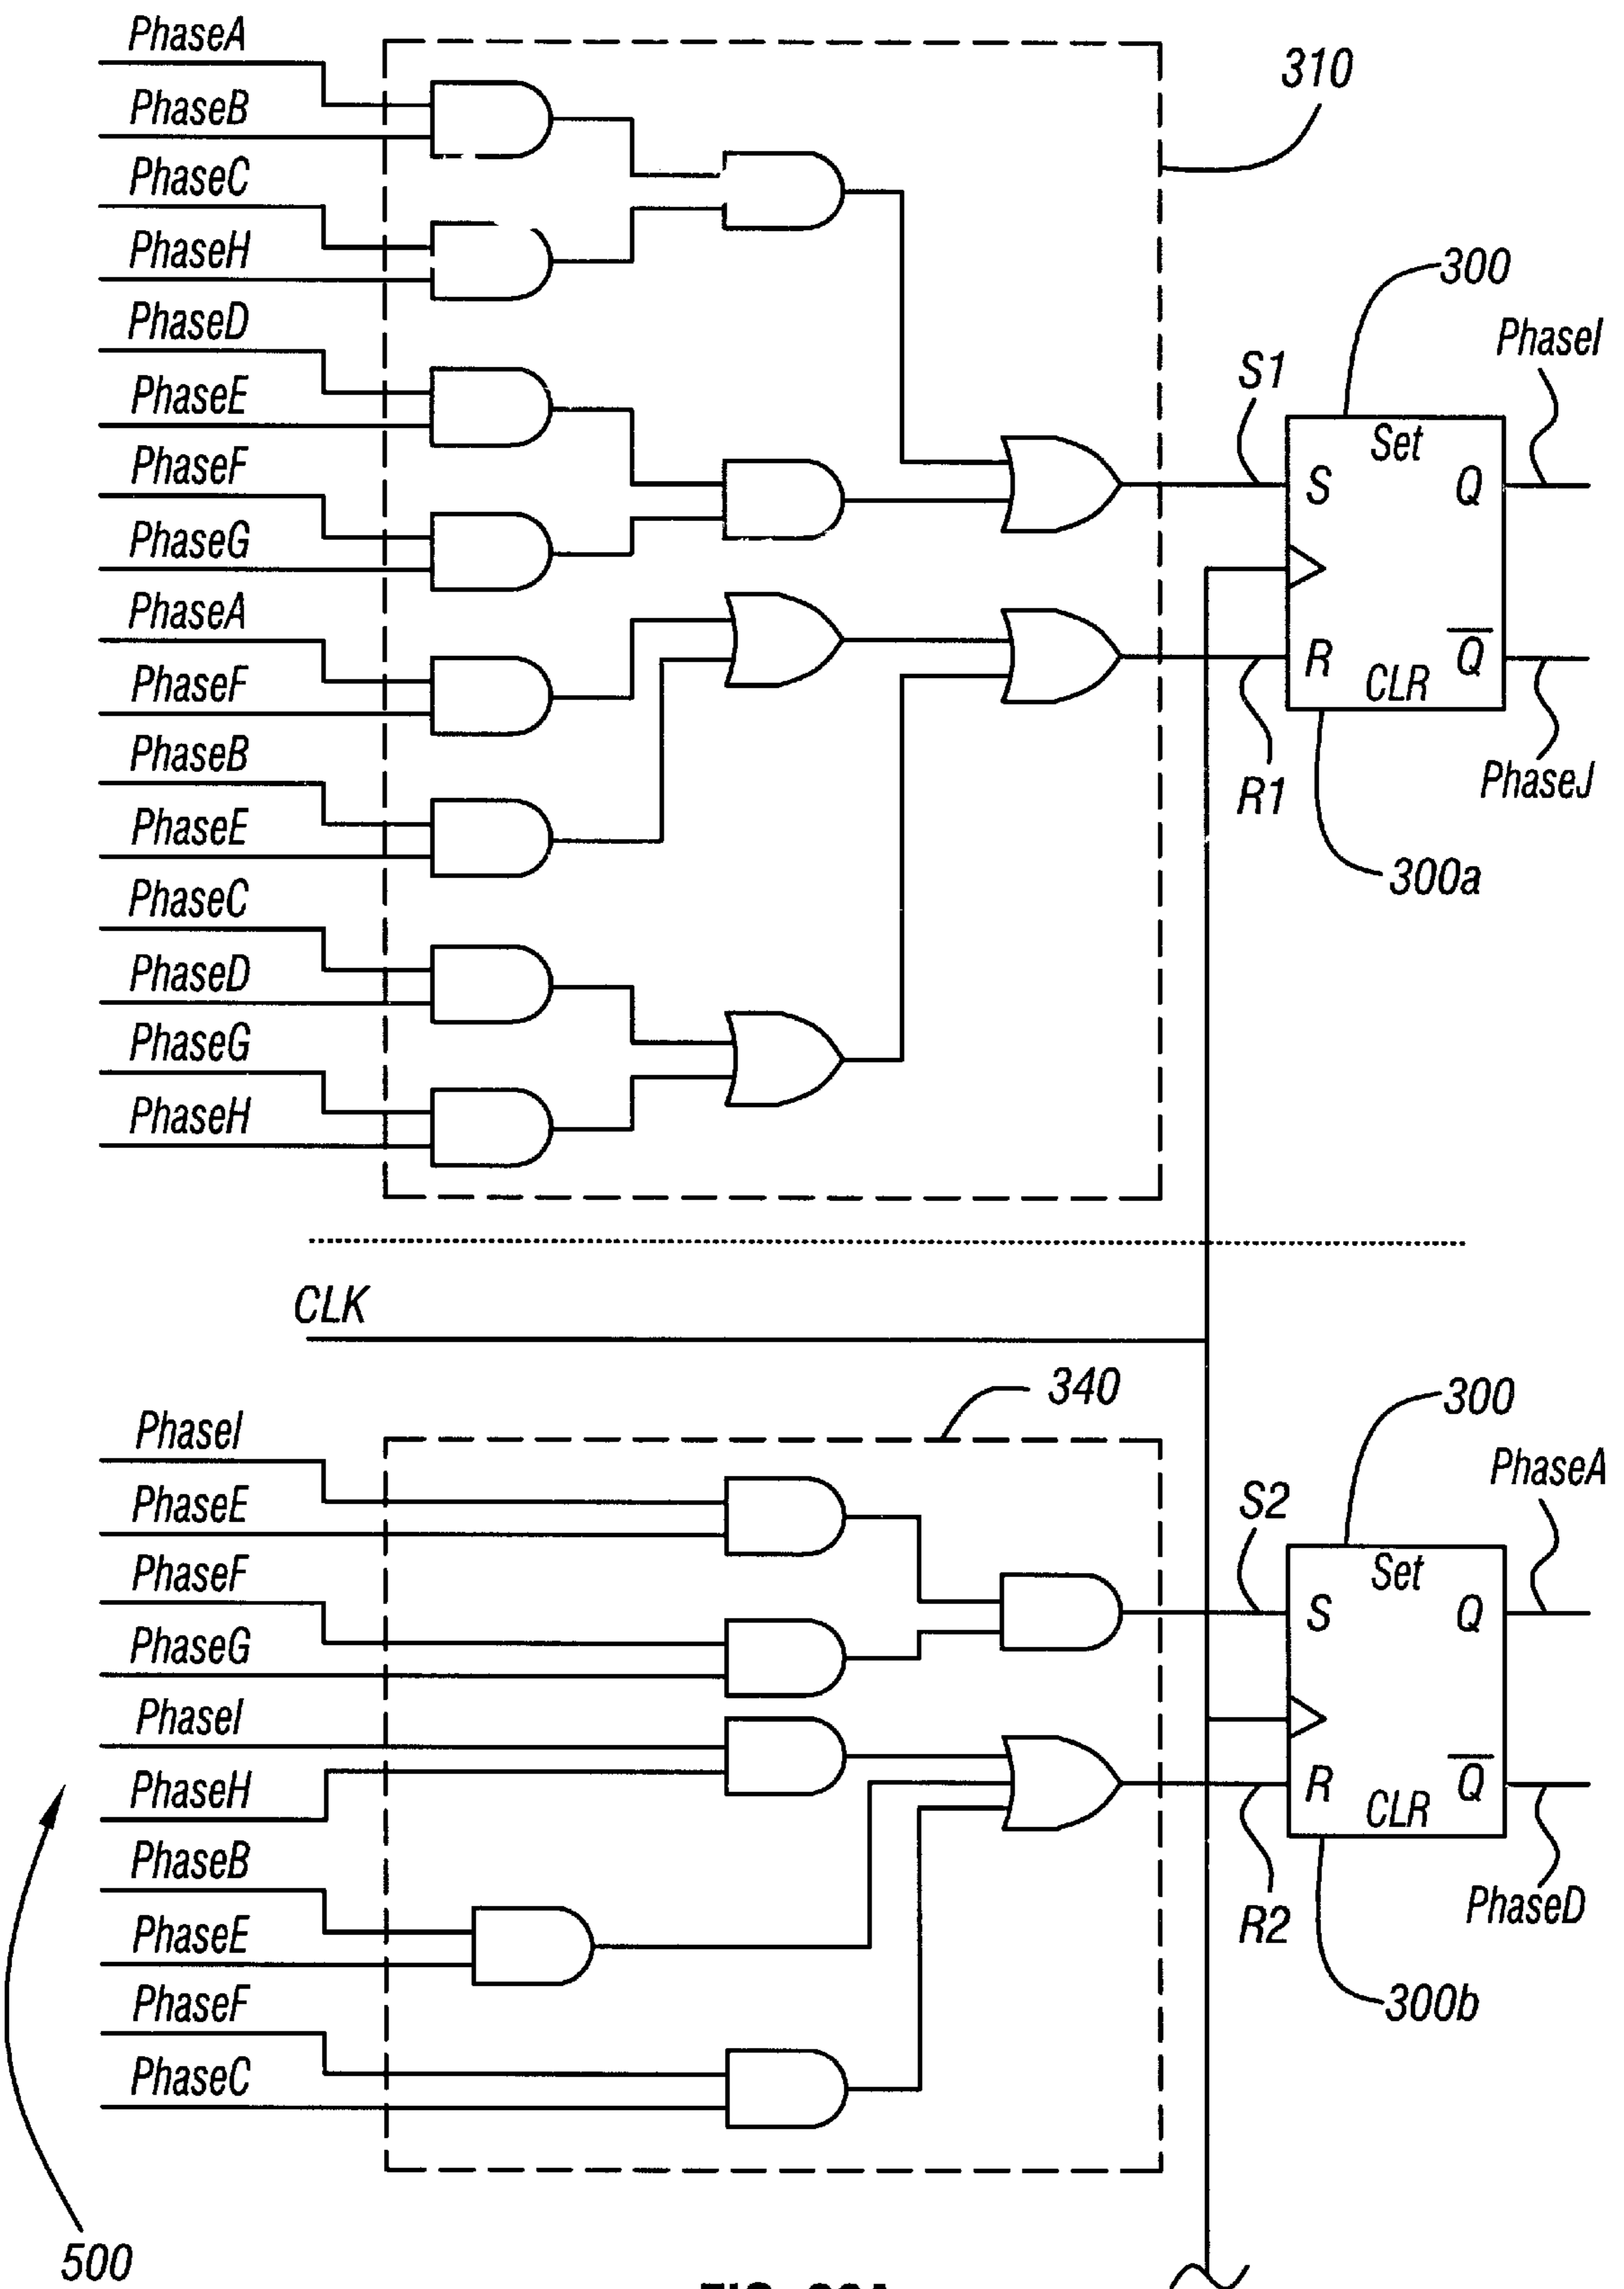 PhaseA
PhaseB
PhaseC
PhaseH
PhaseD
PhaseE
PhaseF
PhaseG
PhaseA
PhaseF
PhaseB
PhaseE
PhaseC
PhaseD
PhaseG
PhaseH
310
300
PhaseI
S1
Set
S
Q
R
Q
CLR
R1
PhaseJ
300a
CLK
340
PhaseI
PhaseE
PhaseF
PhaseG
PhaseI
PhaseH
PhaseB
PhaseE
PhaseF
PhaseC
300
PhaseA
S2
Set
S
Q
R
Q
CLR
R2
PhaseD
300b
500